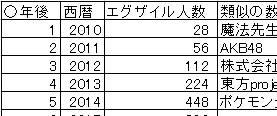 ○年後 西暦 エグザイル人数 類似の数
1 2010 28 魔法先生
2 2011 56 AKB48
3 2012 112 株式会社
4 2013 224 東方proje
5 2014 448 ポケモン